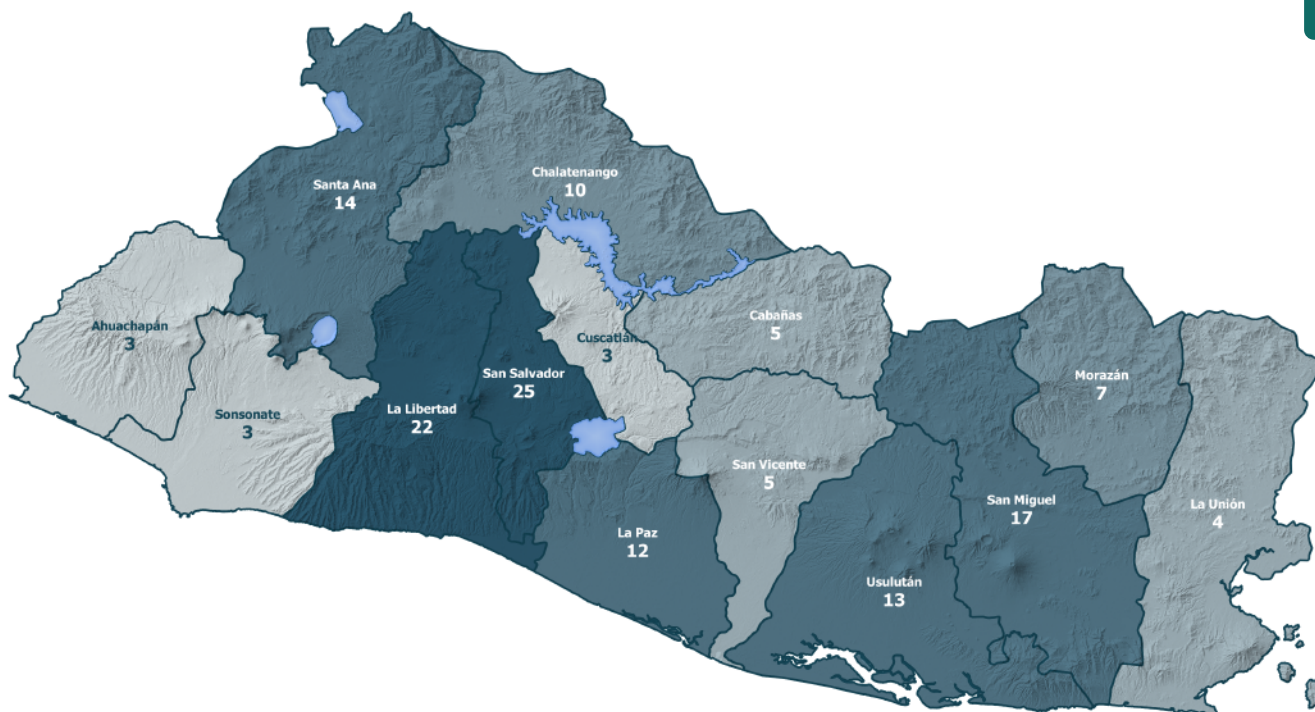 Chalatenango
10
Santa Ana
14
Ahuachapán
3
Cabañas
5
Cuscatlán
3
San Salvador
25
Morazán
7
La Libertad
22
Sonsonate
3
San Vicente
5
San Miguel
17
La Unión
4
La Paz
12
Usulután
13